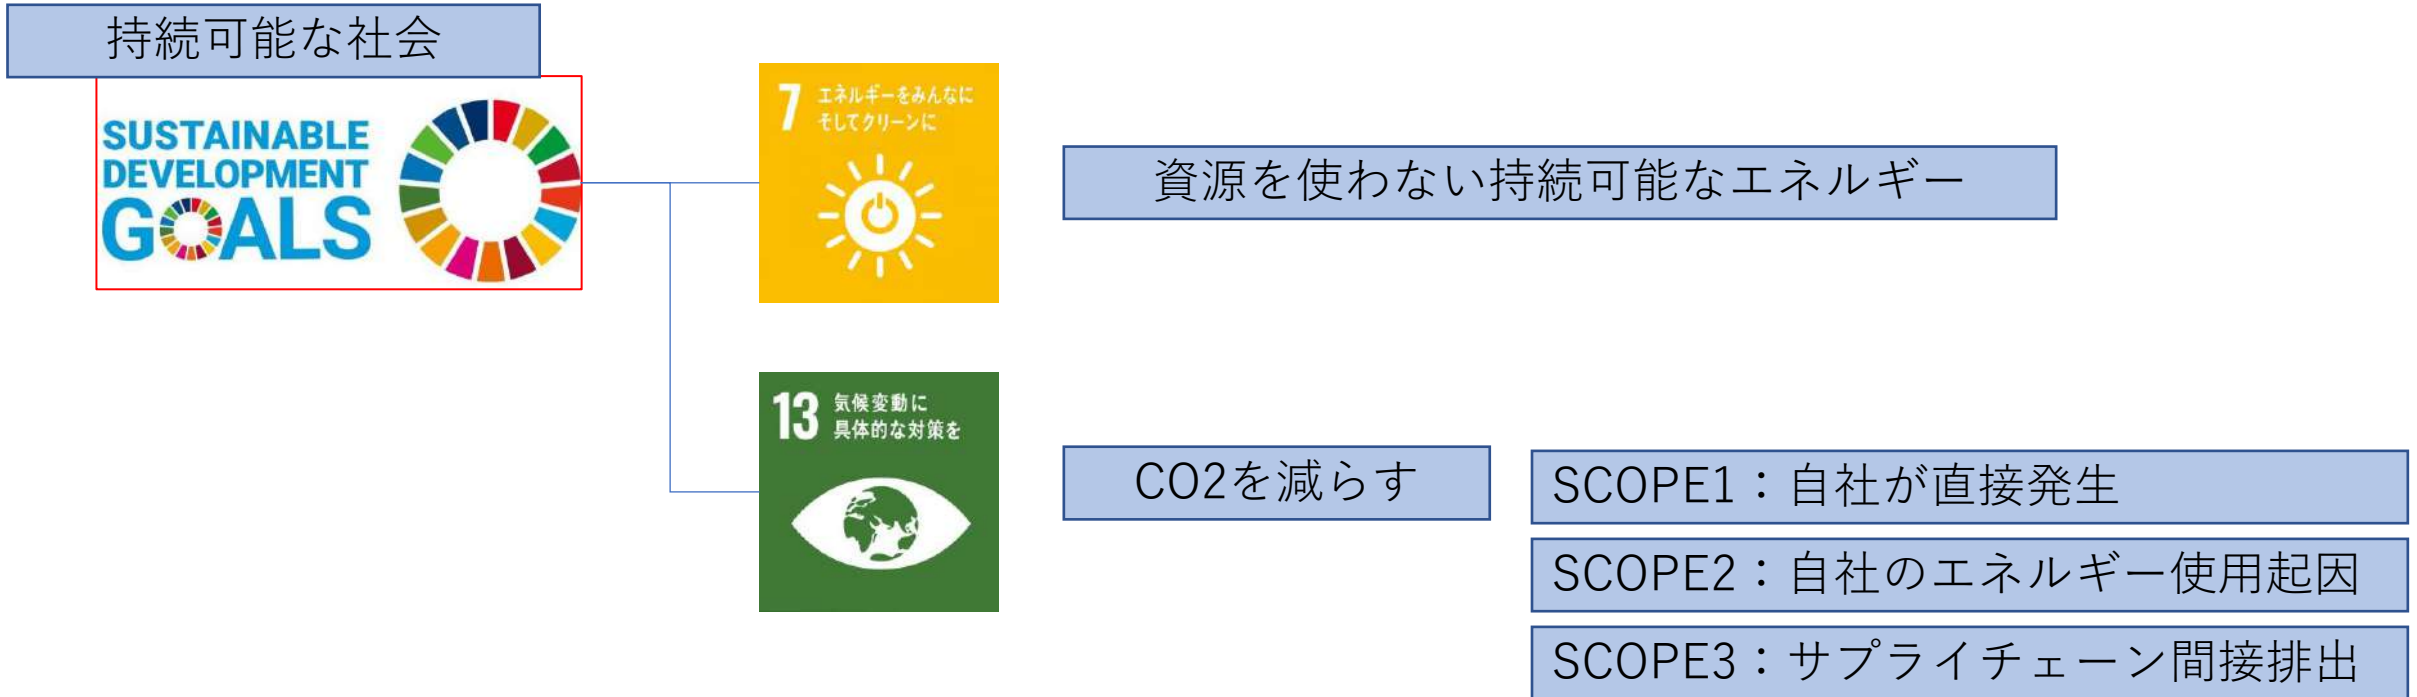 持続可能な社会
SUSTAINABLE
DEVELOPMENT
GOALS
7 エネルギーをみんなに
そしてクリーンに
資源を使わない持続可能なエネルギー
13 気候変動に
具体的な対策を
CO2を減らす
SCOPE1：自社が直接発生
SCOPE2：自社のエネルギー使用起因
SCOPE3：サプライチェーン間接排出